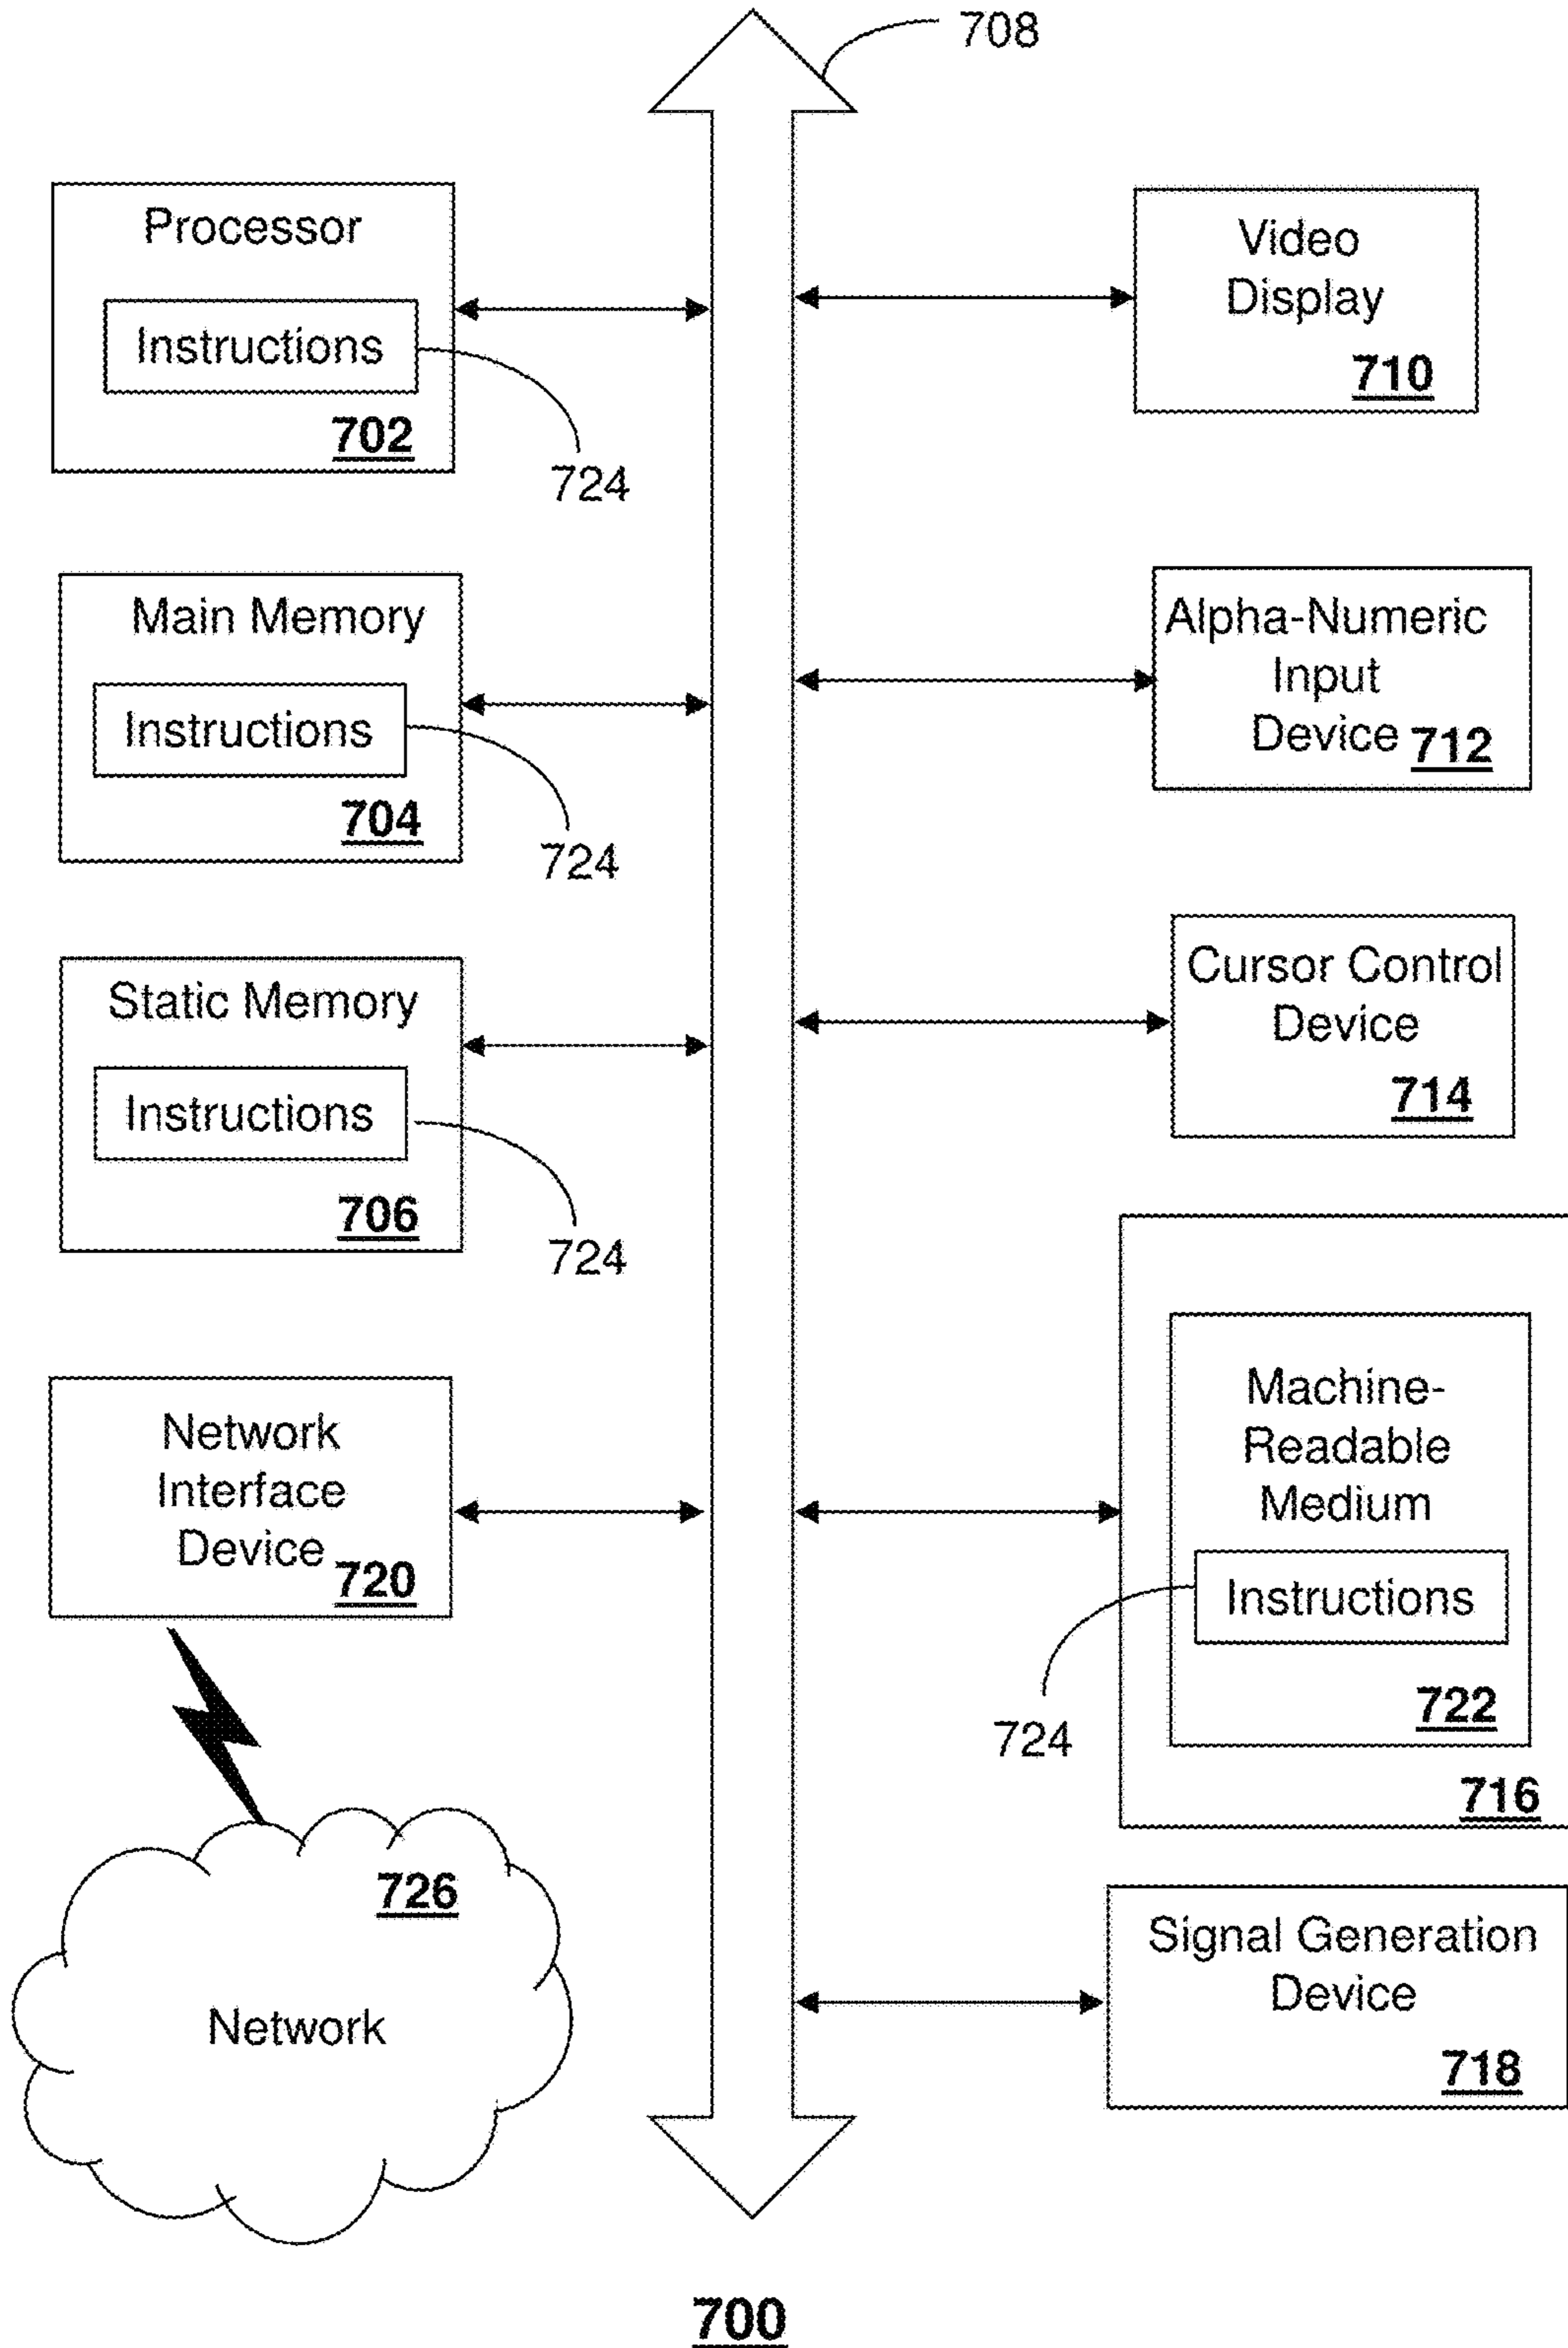 708
Processor
Instructions
702
724
Main Memory
Instructions
704
724
Static Memory
Instructions
706
724
Network
Interface
Device
720
726
Network
Video
Display
710
Alpha-Numeric
Input
Device 712
Cursor Control
Device
714
Machine-
Readable
Medium
Instructions
724
722
716
Signal Generation
Device
718
700